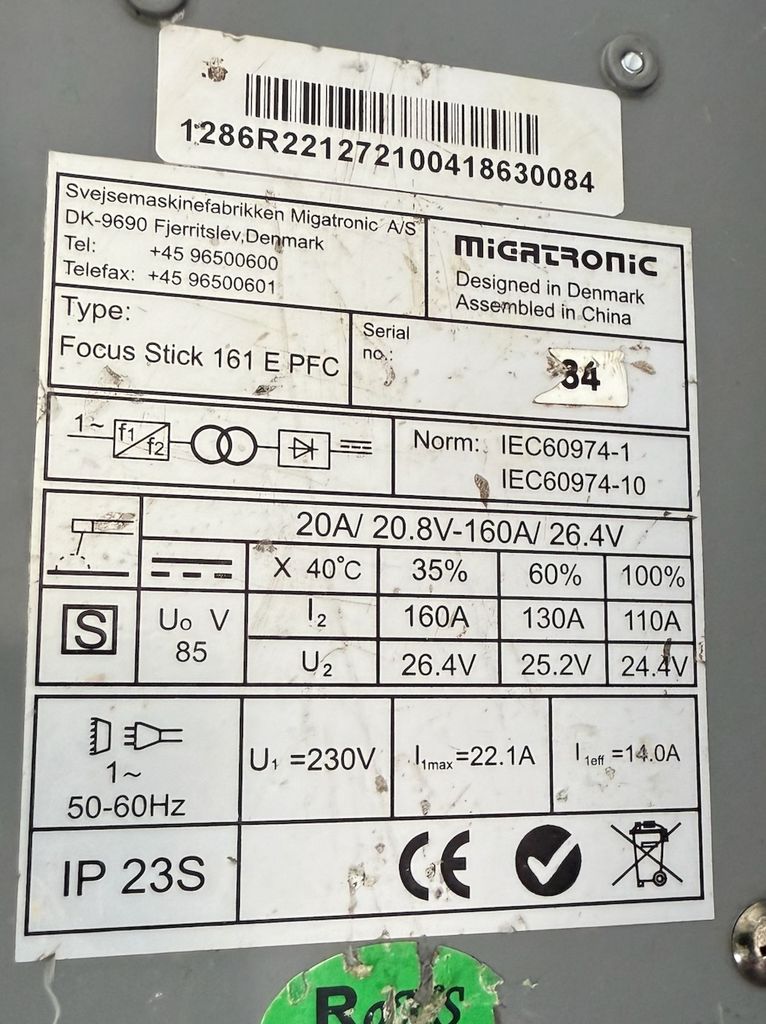 1286R221272100418630084
Svejsemaskinefabrikken Migatronic A/S
DK-9690 Fjerritslev,Denmark
Tel: +45 96500600
Telefax: +45 96500601
MIGATRONIC
Designed in Denmark
Assembled in China
Type:
Focus Stick 161 E PFC
Serial
no.:
84
1~ f1 f2
Norm: IEC60974-1
IEC60974-10
20A/ 20.8V-160A/ 26.4V
X 40°C 35% 60% 100%
S
U₀ V
85
I₂ 160A 130A 110A
U₂ 26.4V 25.2V 24.4V
1~
50-60Hz
U₁ =230V
I₁max=22.1A
I₁eff =14.0A
IP 23S
CE
RoHS